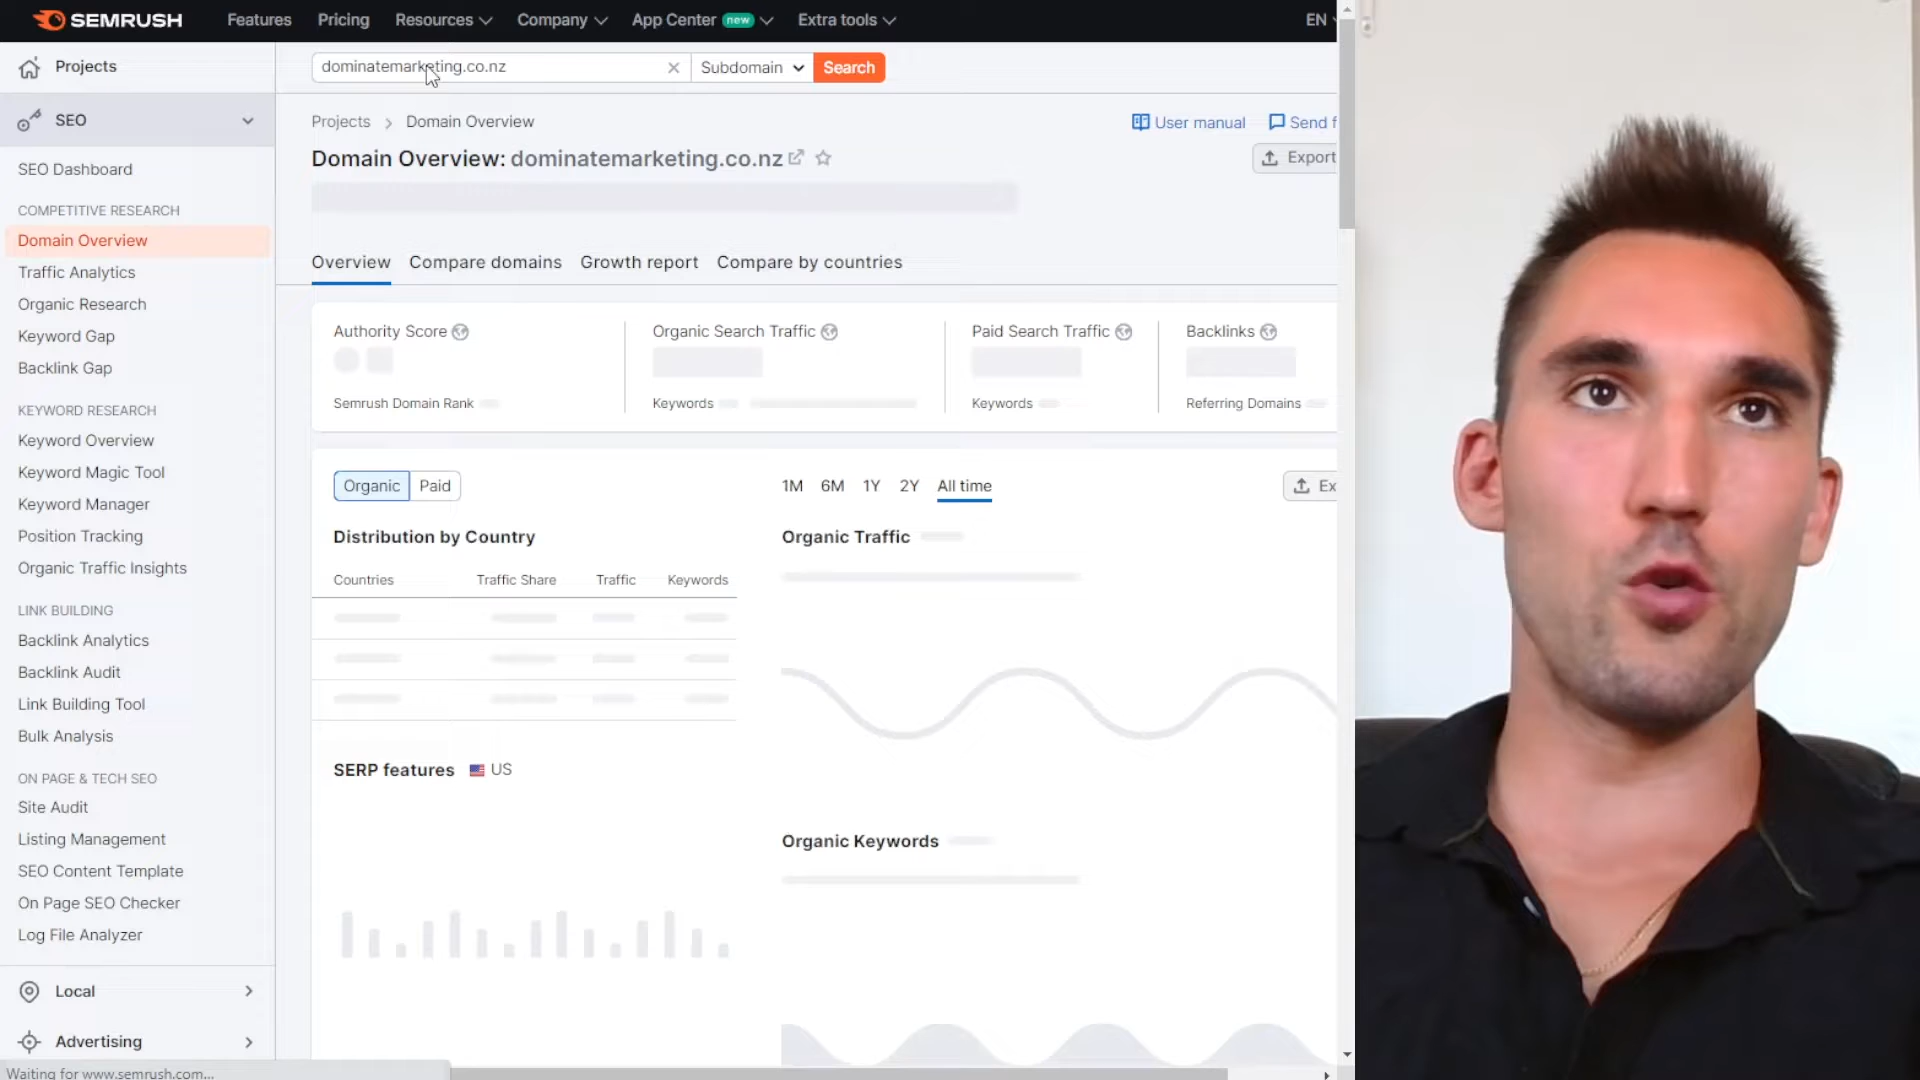 SEMRUSH
Features
Pricing
Resources
Company
App Center new
Extra tools
EN
Projects
dominatemarketing.co.nz
Subdomain
Search
SEO
SEO Dashboard
COMPETITIVE RESEARCH
Domain Overview
Traffic Analytics
Organic Research
Keyword Gap
Backlink Gap
KEYWORD RESEARCH
Keyword Overview
Keyword Magic Tool
Keyword Manager
Position Tracking
Organic Traffic Insights
LINK BUILDING
Backlink Analytics
Backlink Audit
Link Building Tool
Bulk Analysis
ON PAGE & TECH SEO
Site Audit
Listing Management
SEO Content Template
On Page SEO Checker
Log File Analyzer
Local
Advertising
Waiting for www.semrush.com...
Projects > Domain Overview
User manual
Send f
Domain Overview: dominatemarketing.co.nz
Export
Overview
Compare domains
Growth report
Compare by countries
Authority Score
Semrush Domain Rank
Organic Search Traffic
Keywords
Paid Search Traffic
Keywords
Backlinks
Referring Domains
Organic
Paid
1M 6M 1Y 2Y All time
Ex
Distribution by Country
Countries Traffic Share Traffic Keywords
SERP features US
Organic Traffic
Organic Keywords